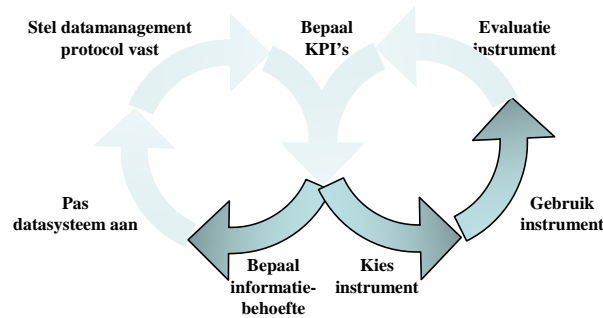 Stel datamanagement
protocol vast
Bepaal
KPI's
Evaluatie
instrument
Pas
datasysteem aan
Gebruik
instrument
Bepaal
informatie-
behoefte
Kies
instrument